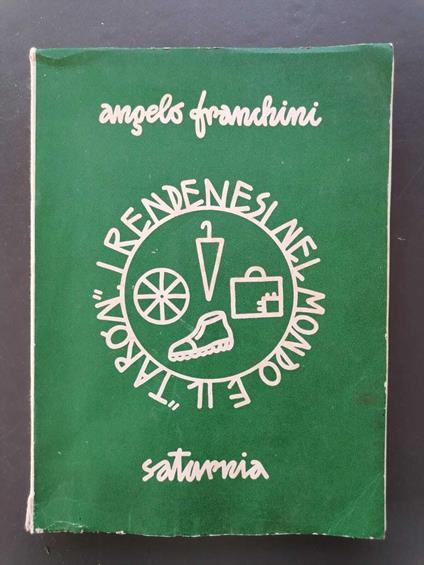 angelo franchini
I RENDENESI NEL MONDO E IL "TARÓN"
saturnia